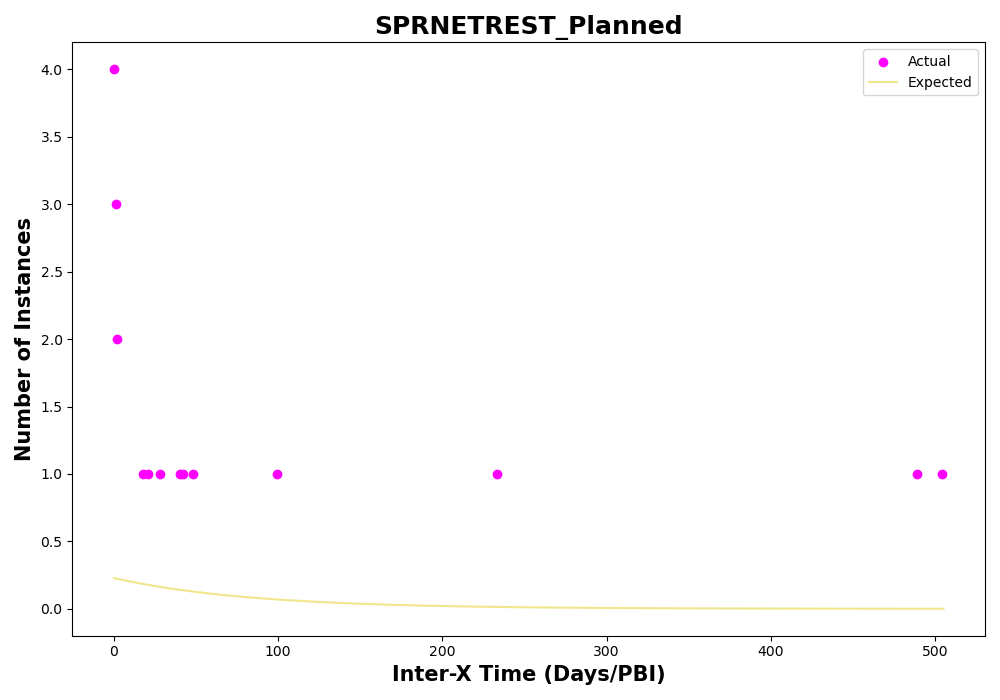 SPRNETREST_Planned
Actual
Expected
Number of Instances
4.0
3.5
3.0
2.5
2.0
1.5
1.0
0.5
0.0
0 100 200 300 400 500
Inter-X Time (Days/PBI)